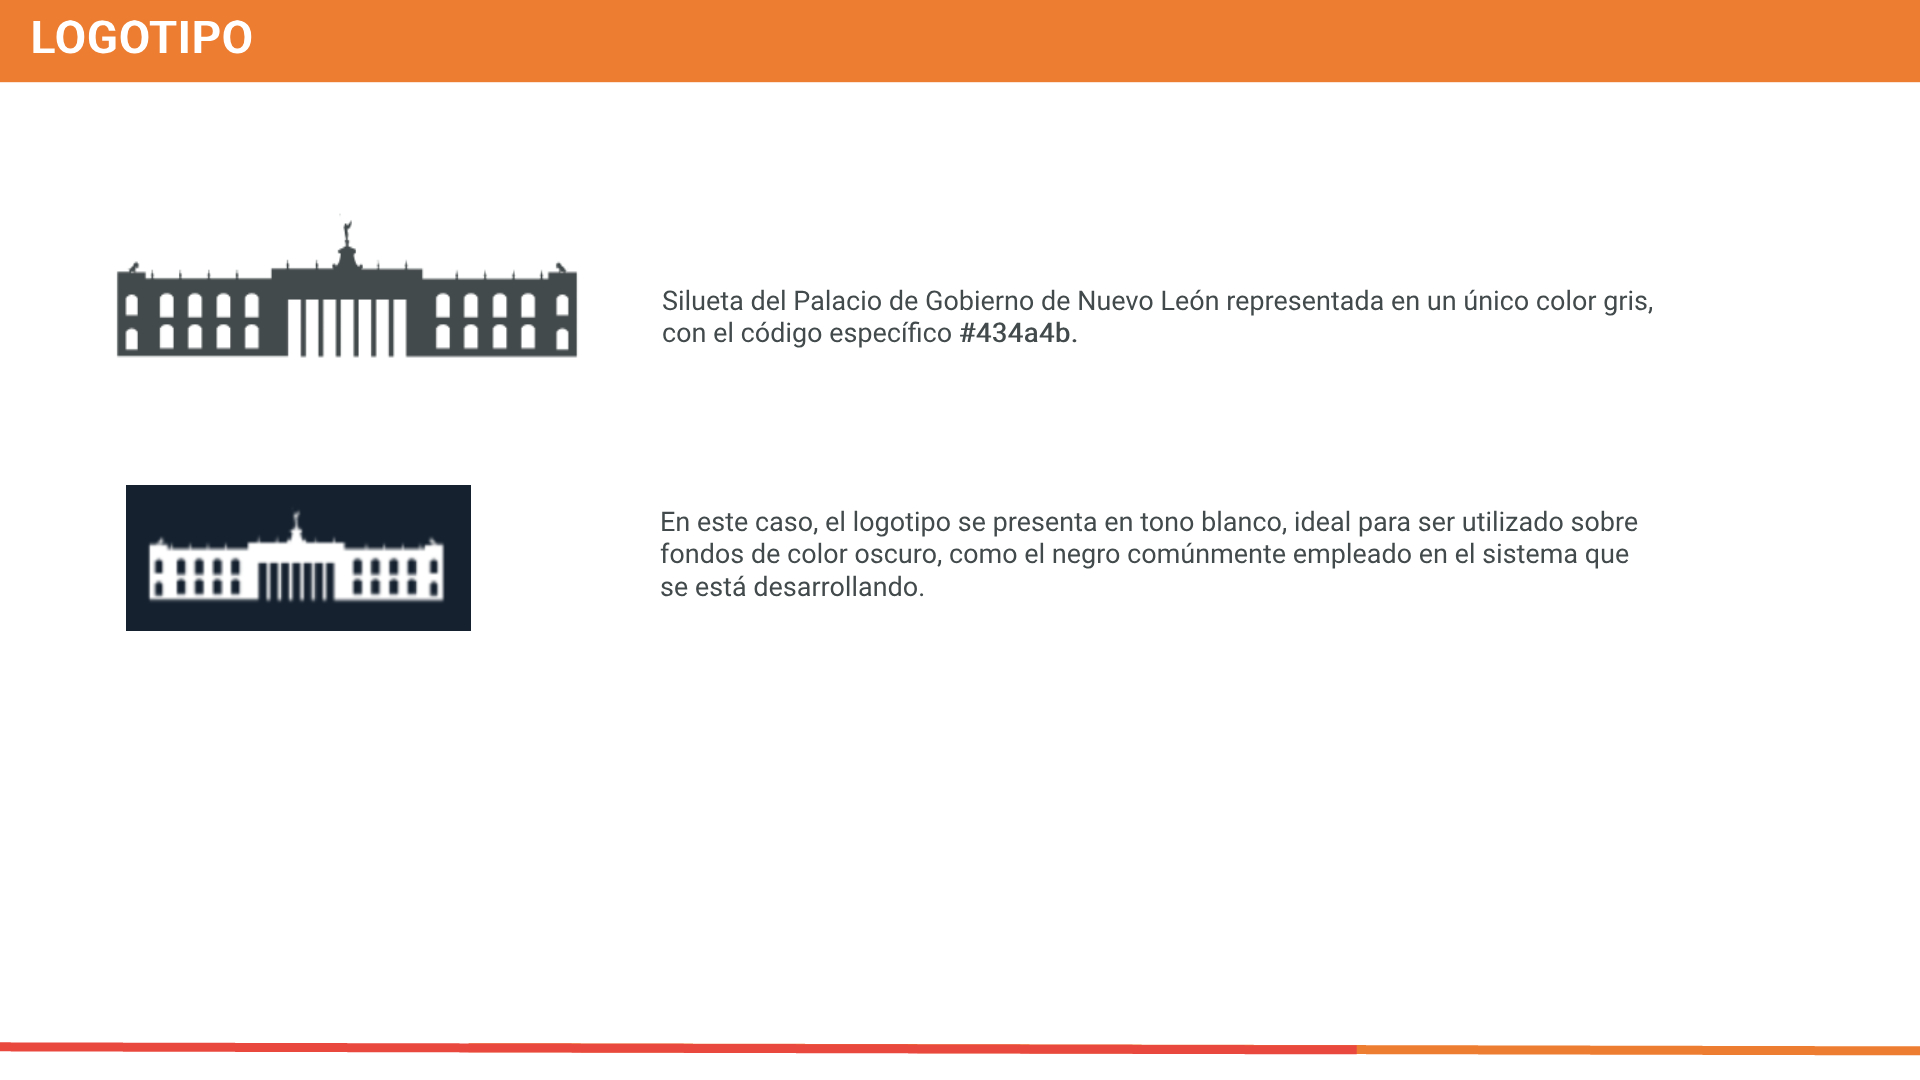 LOGOTIPO
Silueta del Palacio de Gobierno de Nuevo León representada en un único color gris,
con el código específico #434a4b.
En este caso, el logotipo se presenta en tono blanco, ideal para ser utilizado sobre
fondos de color oscuro, como el negro comúnmente empleado en el sistema que
se está desarrollando.